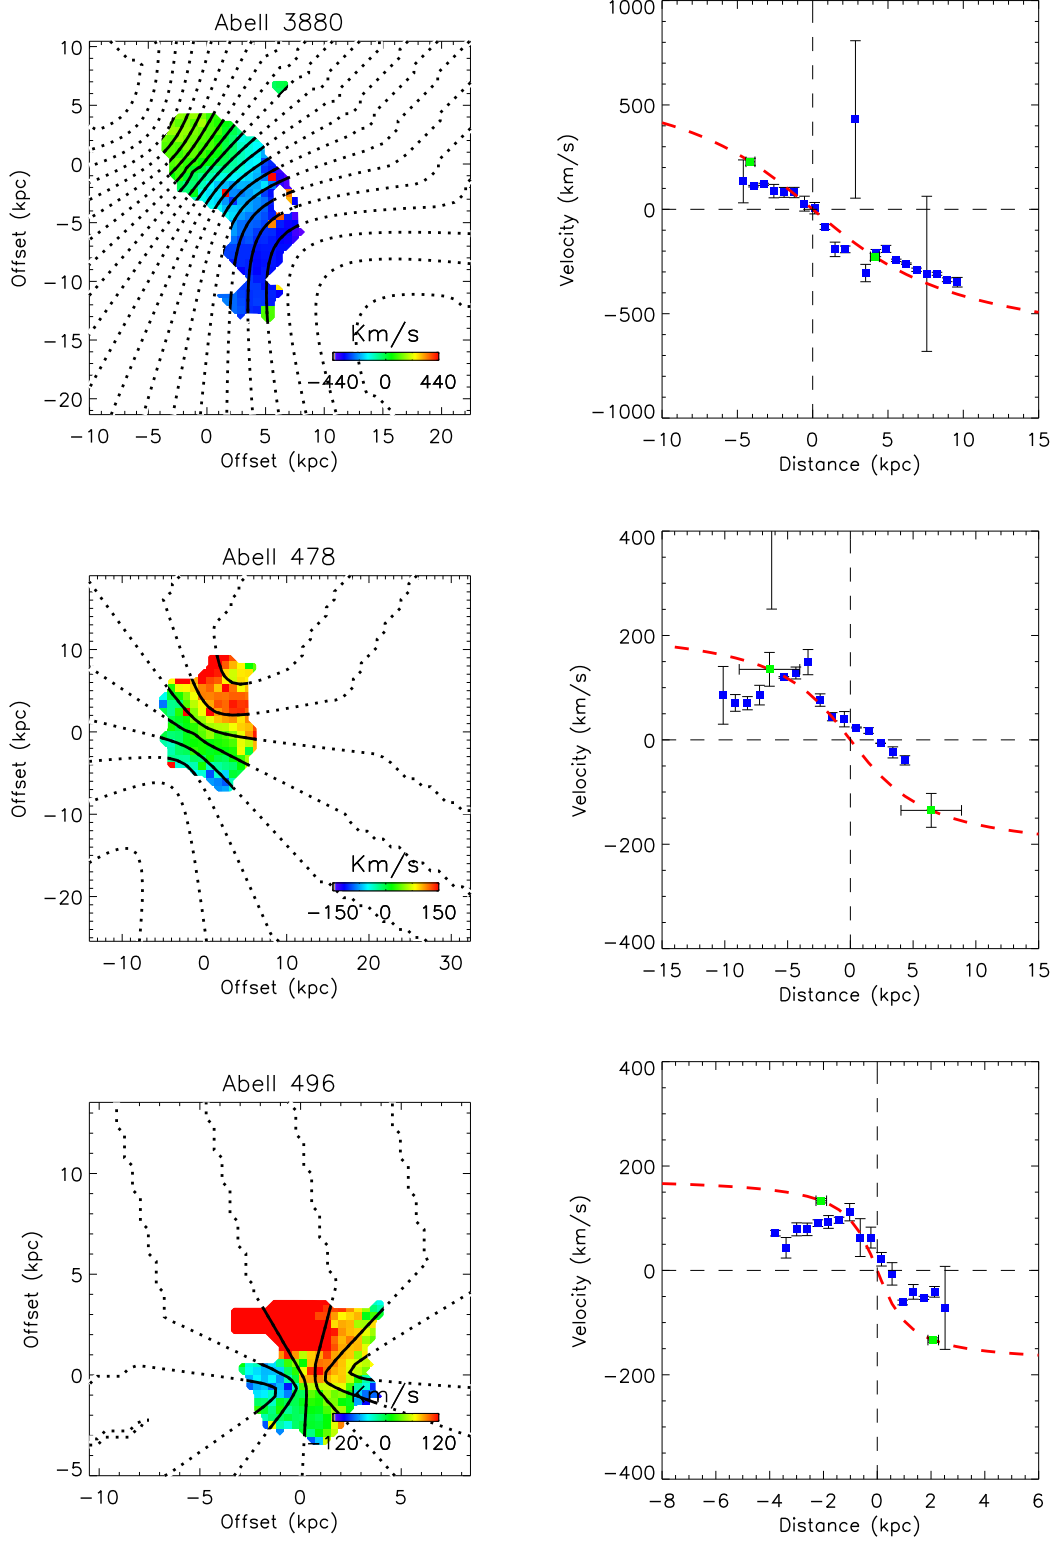 Abell 3880
10
5
0
−5
−10
−15
−20
Offset (kpc)
Km/s
−440 0 440
−10 −5 0 5 10 15 20
Offset (kpc)
1000
500
0
−500
−1000
Velocity (km/s)
−10 −5 0 5 10 15
Distance (kpc)
Abell 478
10
0
−10
−20
Offset (kpc)
Km/s
−150 0 150
−10 0 10 20 30
Offset (kpc)
400
200
0
−200
−400
Velocity (km/s)
−15 −10 −5 0 5 10 15
Distance (kpc)
Abell 496
10
5
0
−5
Offset (kpc)
Km/s
−120 0 120
−10 −5 0 5
Offset (kpc)
400
200
0
−200
−400
Velocity (km/s)
−8 −6 −4 −2 0 2 4 6
Distance (kpc)